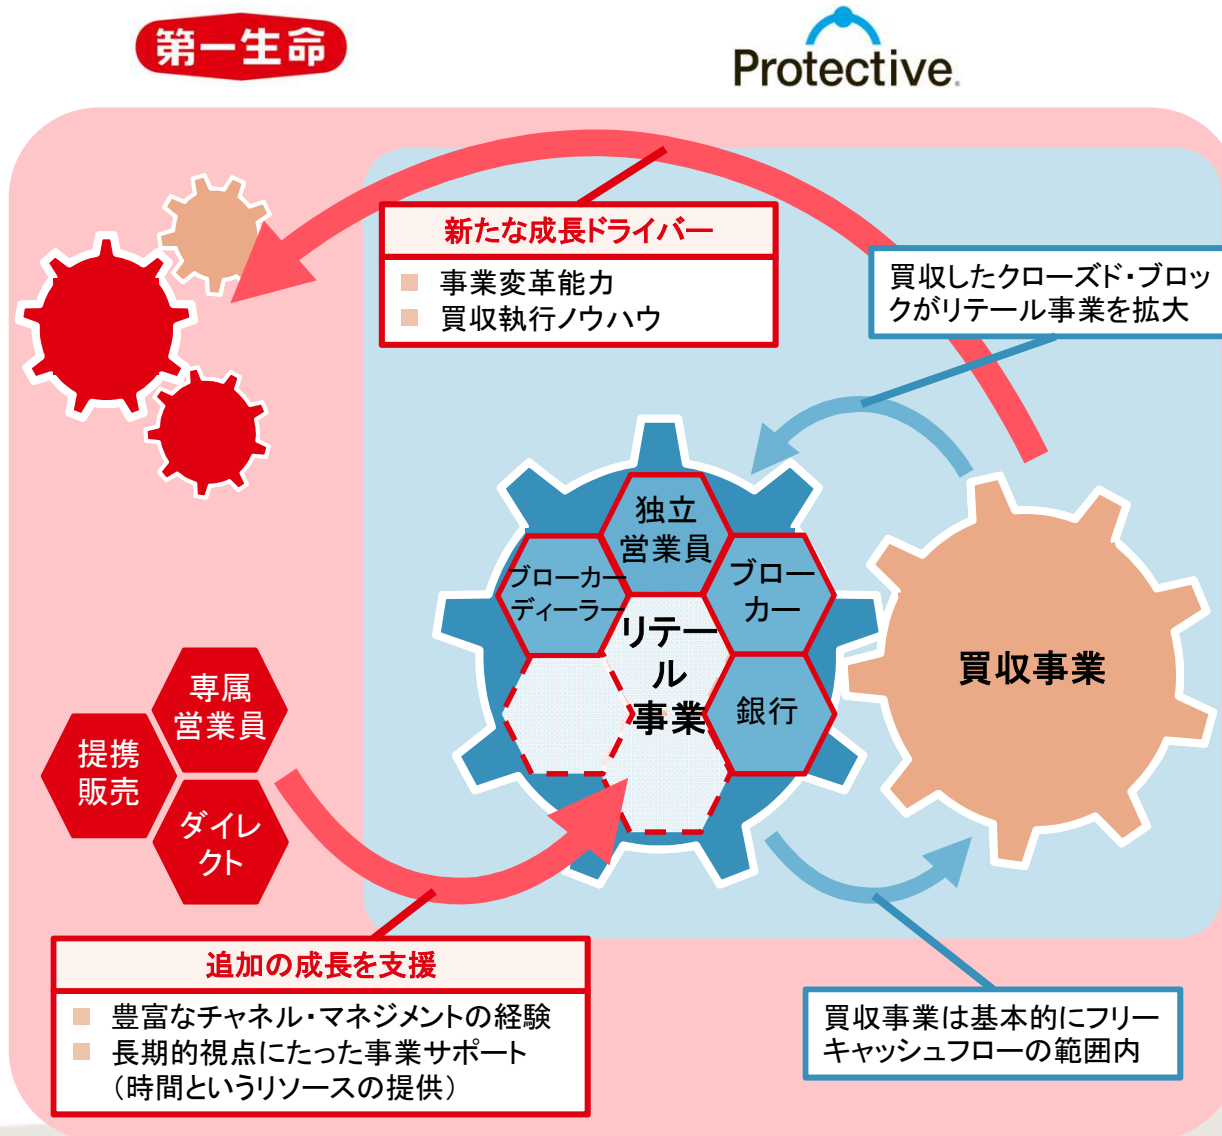 第一生命
Protective.
新たな成長ドライバー
事業変革能力
買収執行ノウハウ
買収したクローズド・ブロッ
クがリテール事業を拡大
独立
営業員
ブローカー
ディーラー
ブロー
カー
リテー
ル
事業
銀行
買収事業
専属
営業員
提携
販売
ダイレ
クト
追加の成長を支援
豊富なチャネル・マネジメントの経験
長期的視点にたった事業サポート
（時間というリソースの提供）
買収事業は基本的にフリー
キャッシュフローの範囲内